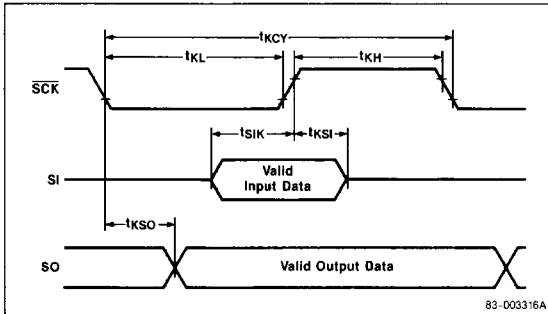 tKCY
tKL
tKH
SCK
tSIK
tKSI
SI
Valid
Input Data
tKSO
SO
Valid Output Data
83-003316A